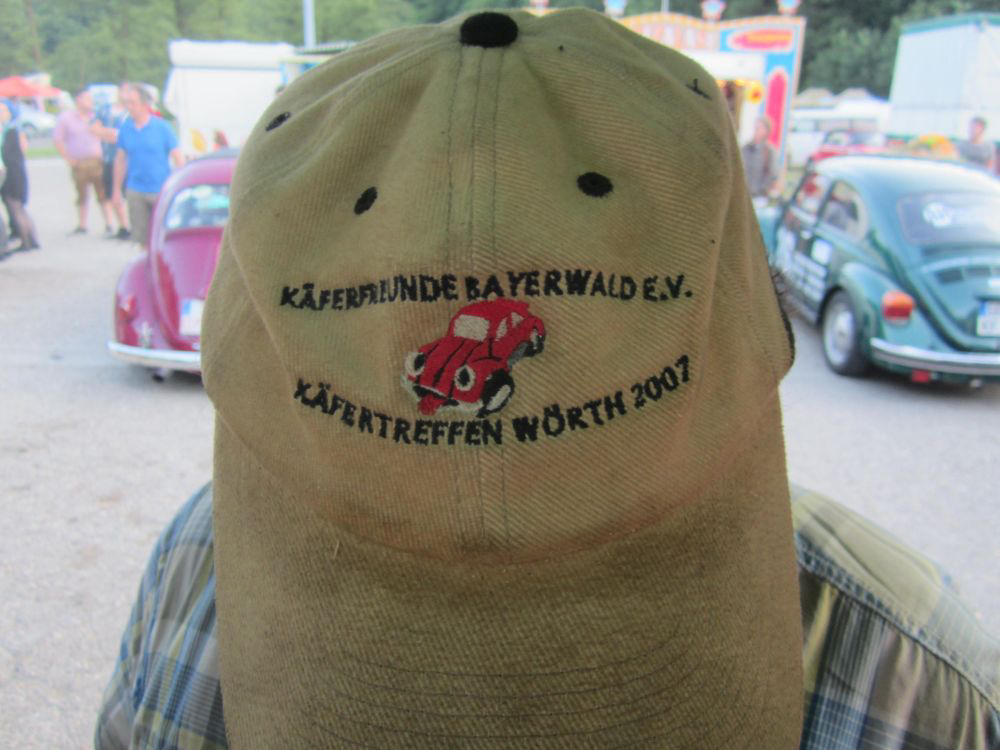 KÄFERFREUNDE BAYERWALD E.V.
KÄFERTREFFEN WÖRTH 2007